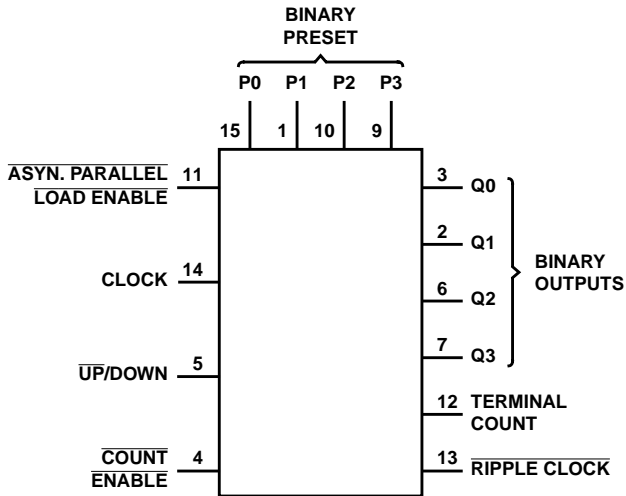 BINARY
PRESET
P0 P1 P2 P3
15 1 10 9
ASYN. PARALLEL 11
LOAD ENABLE
3 Q0
2 Q1
CLOCK 14
BINARY
OUTPUTS
6 Q2
UP/DOWN 5
7 Q3
12 TERMINAL
COUNT
COUNT
ENABLE 4
13 RIPPLE CLOCK